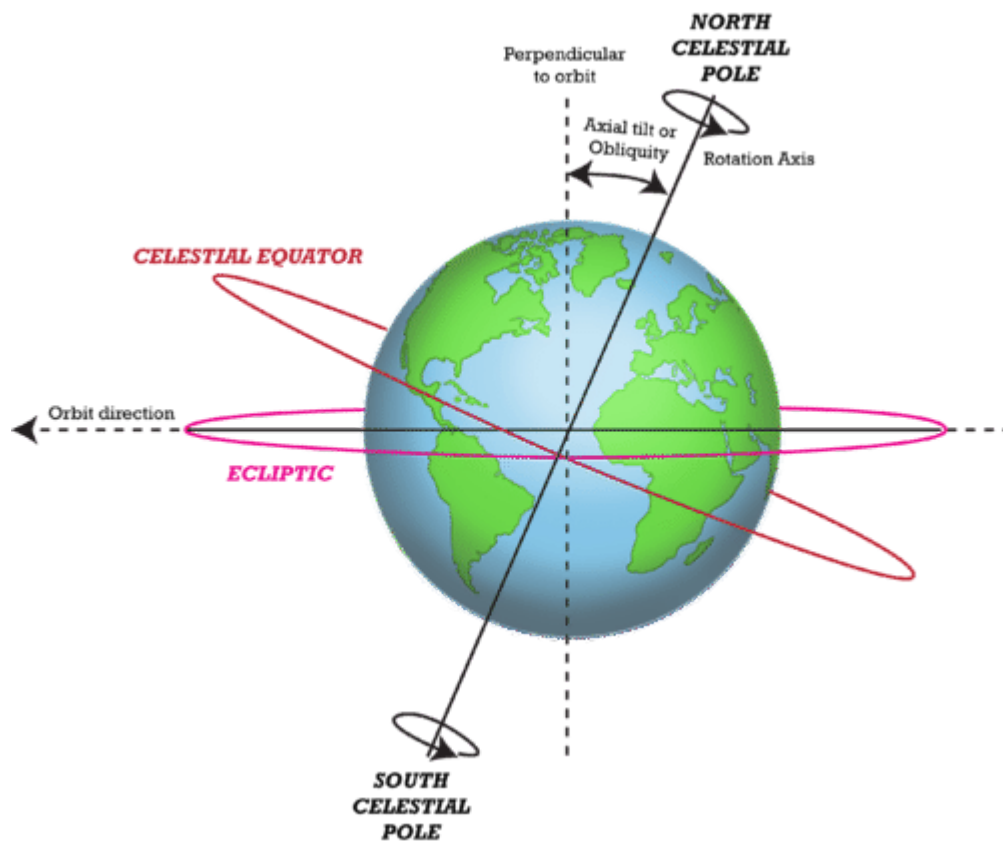 NORTH
CELESTIAL
POLE
Perpendicular
to orbit
Axial tilt or
Obliquity
Rotation Axis
CELESTIAL EQUATOR
Orbit direction
ECLIPTIC
SOUTH
CELESTIAL
POLE